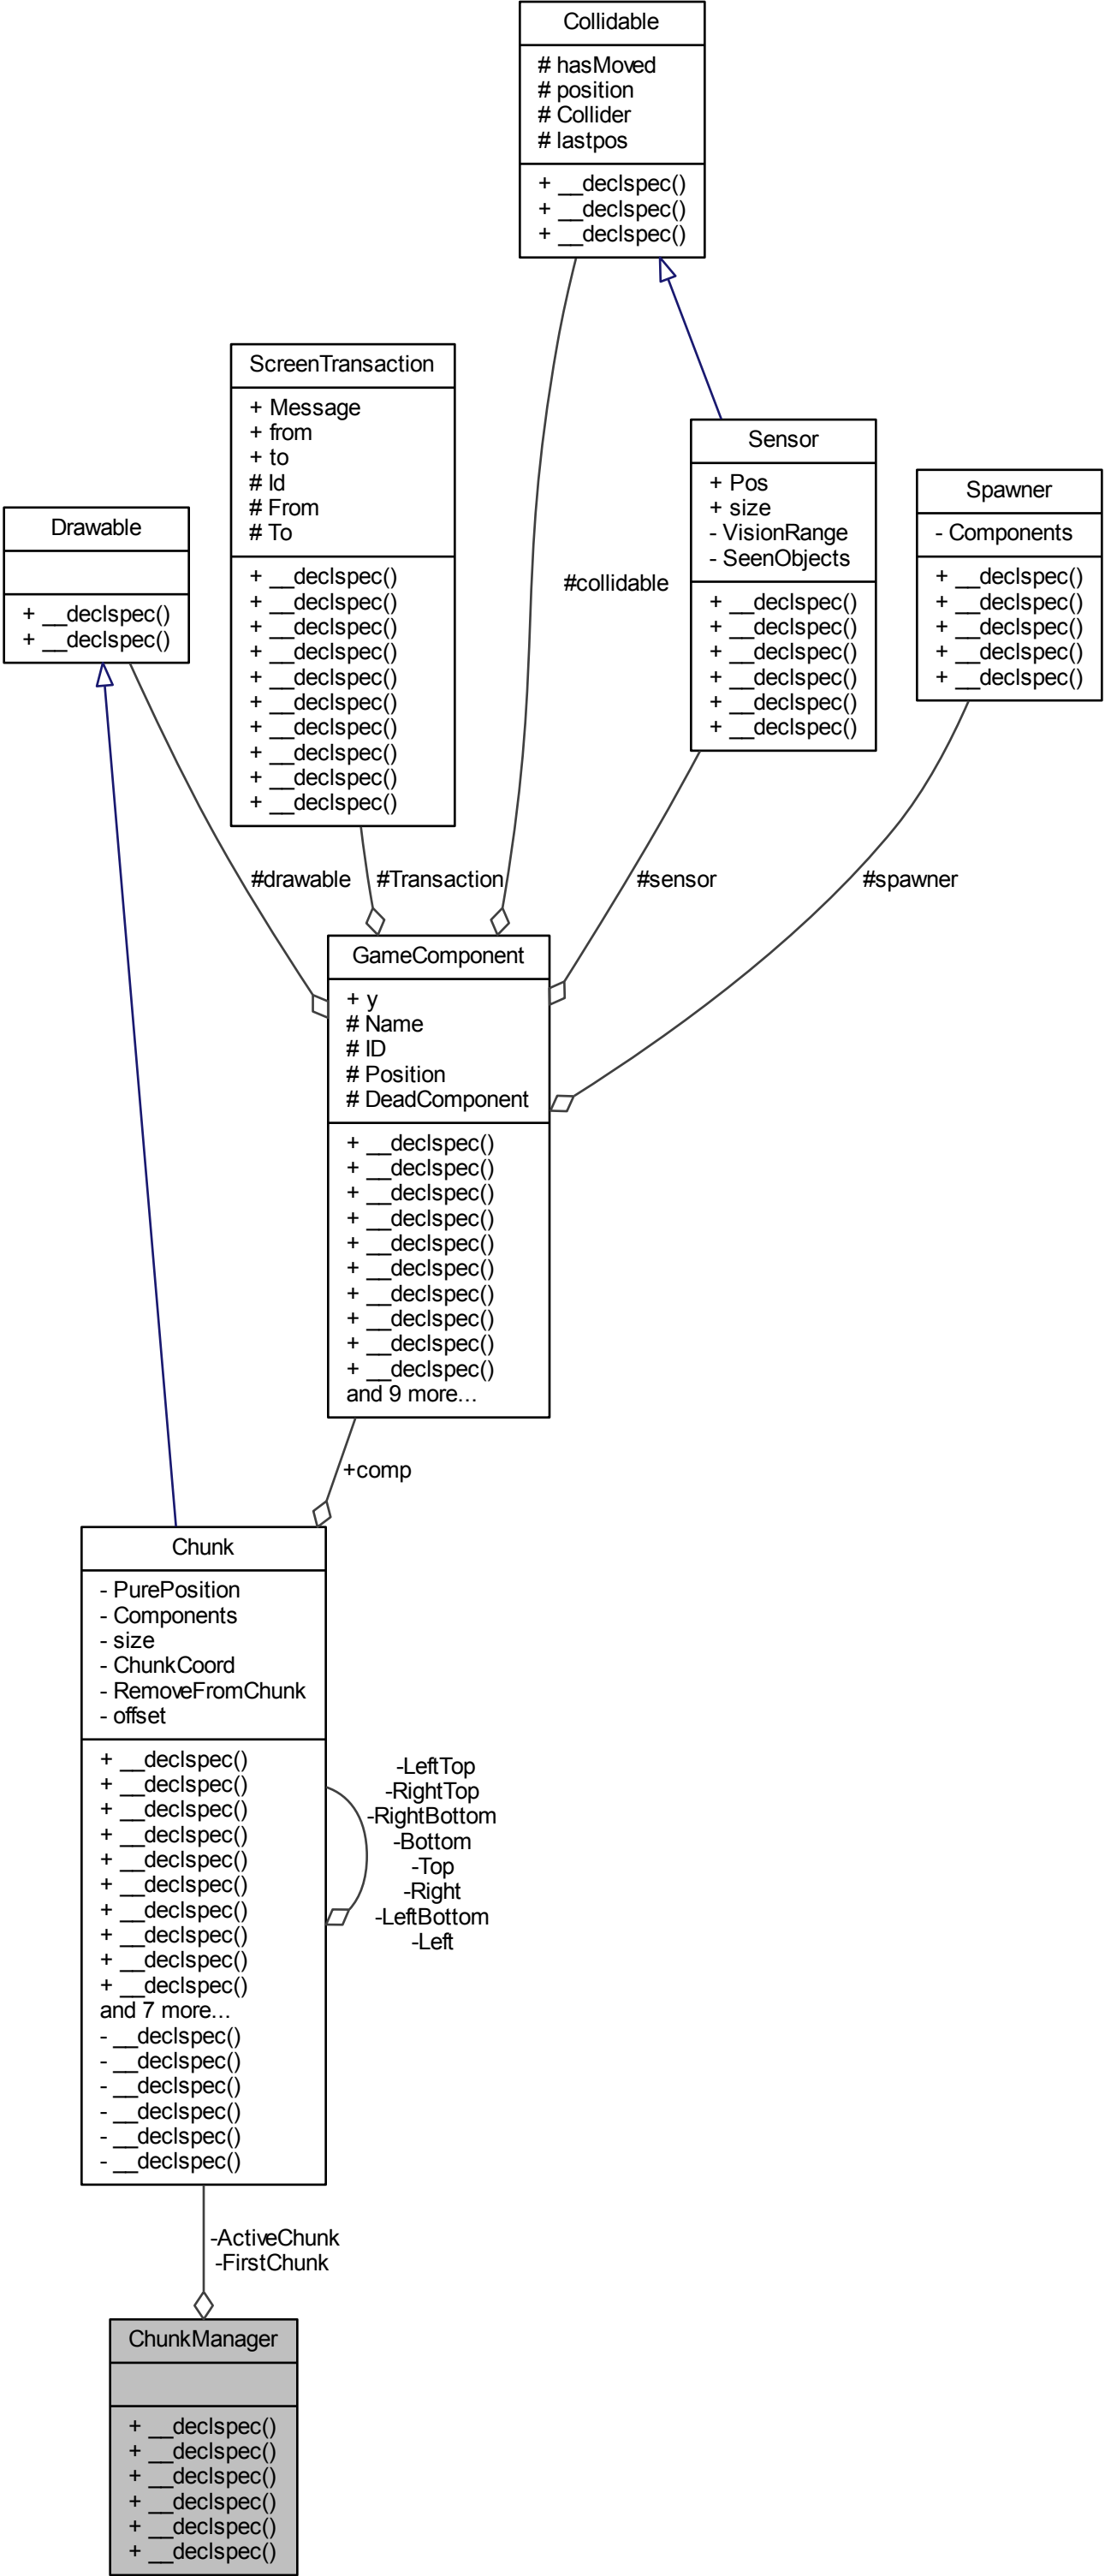 Collidable
# hasMoved
# position
# Collider
# lastpos
+ __declspec()
+ __declspec()
+ __declspec()
ScreenTransaction
+ Message
+ from
+ to
# Id
# From
# To
+ __declspec()
+ __declspec()
+ __declspec()
+ __declspec()
+ __declspec()
+ __declspec()
+ __declspec()
+ __declspec()
+ __declspec()
+ __declspec()
Sensor
+ Pos
+ size
- VisionRange
- SeenObjects
+ __declspec()
+ __declspec()
+ __declspec()
+ __declspec()
+ __declspec()
+ __declspec()
Spawner
- Components
+ __declspec()
+ __declspec()
+ __declspec()
+ __declspec()
+ __declspec()
Drawable
+ __declspec()
+ __declspec()
#collidable
#drawable
#Transaction
#sensor
#spawner
GameComponent
+ y
# Name
# ID
# Position
# DeadComponent
+ __declspec()
+ __declspec()
+ __declspec()
+ __declspec()
+ __declspec()
+ __declspec()
+ __declspec()
+ __declspec()
+ __declspec()
+ __declspec()
and 9 more...
+comp
Chunk
- PurePosition
- Components
- size
- ChunkCoord
- RemoveFromChunk
- offset
+ __declspec()
+ __declspec()
+ __declspec()
+ __declspec()
+ __declspec()
+ __declspec()
+ __declspec()
+ __declspec()
+ __declspec()
+ __declspec()
and 7 more...
- __declspec()
- __declspec()
- __declspec()
- __declspec()
- __declspec()
- __declspec()
-LeftTop
-RightTop
-RightBottom
-Bottom
-Top
-Right
-LeftBottom
-Left
-ActiveChunk
-FirstChunk
ChunkManager
+ __declspec()
+ __declspec()
+ __declspec()
+ __declspec()
+ __declspec()
+ __declspec()